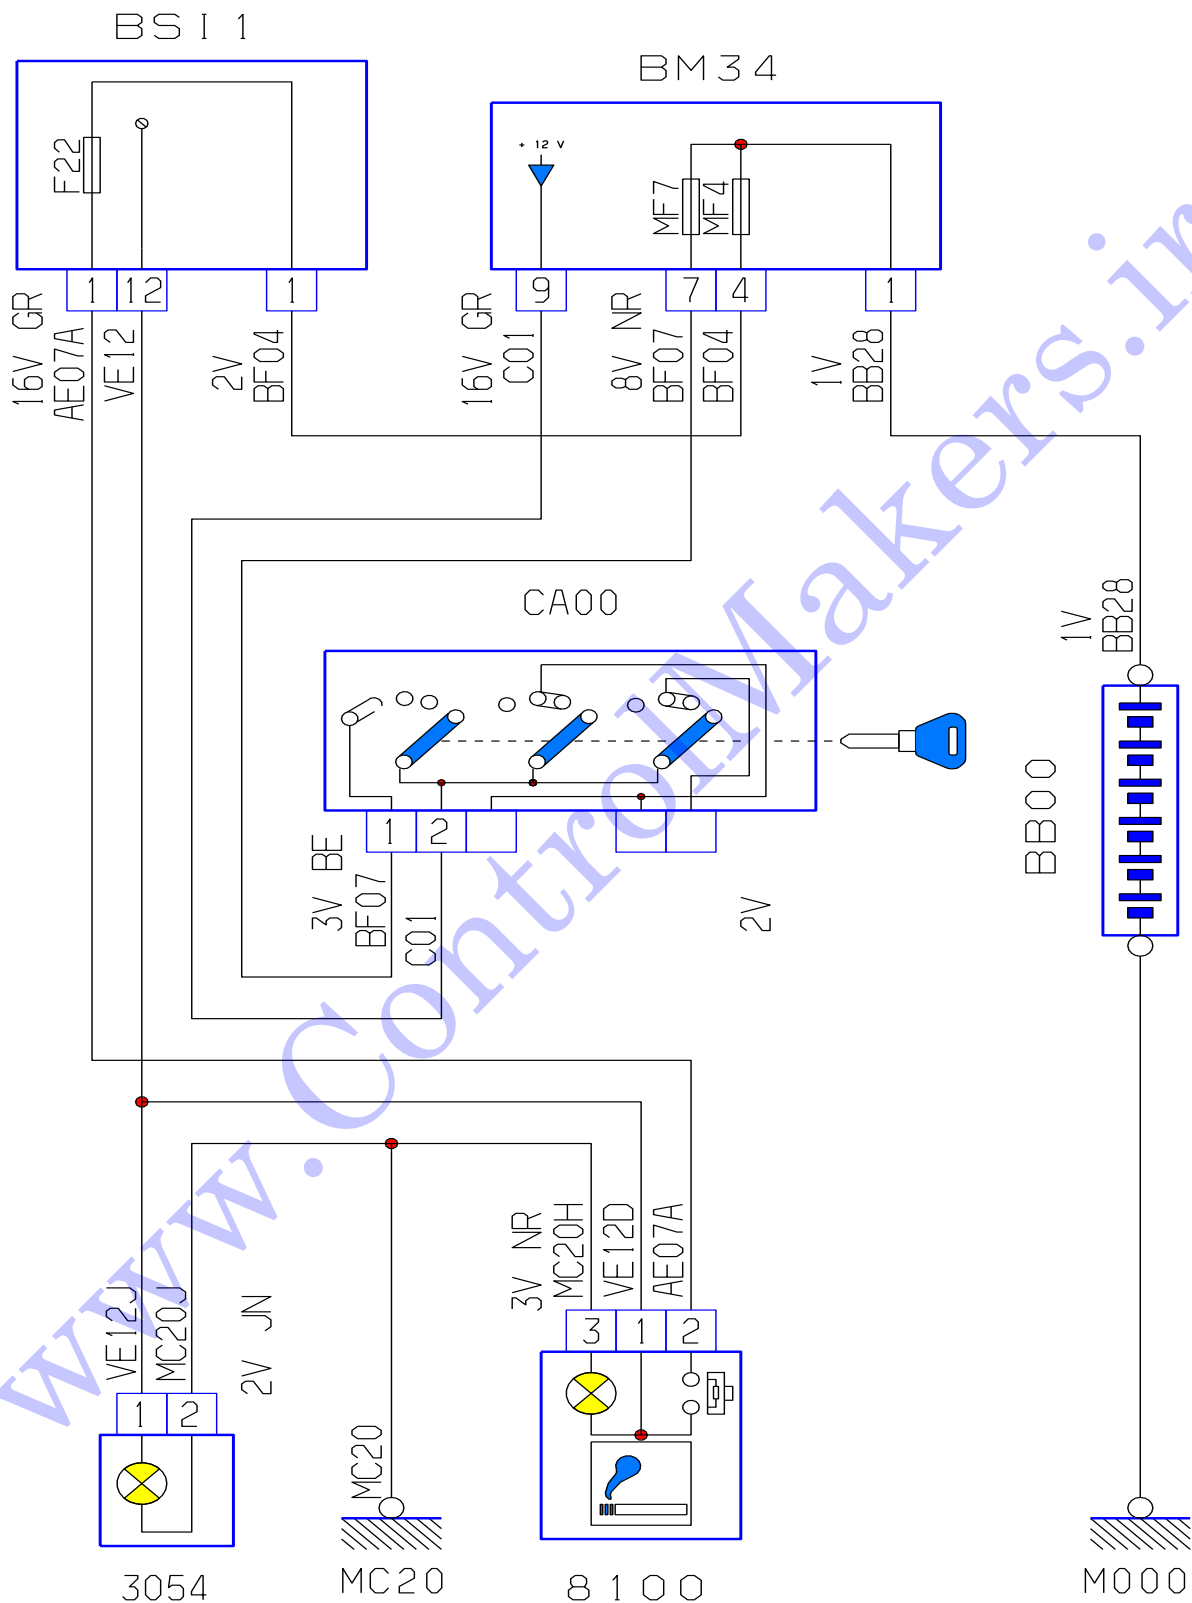 BSI1
BM34
F22
+ 12 V
MF7
MF4
1
12
1
9
7
4
1
16V GR
AE07A
VE12
2V
BF04
16V GR
C01
8V NR
BF07
BF04
1V
BB28
CA00
1V
BB28
BB00
1
2
3V BE
BF07
C01
2V
3V NR
MC20H
VE12D
AE07A
VE12J
MC20J
2V JN
3
1
2
1
2
MC20
3054
MC20
8100
M000
www.ControlMakers.ir